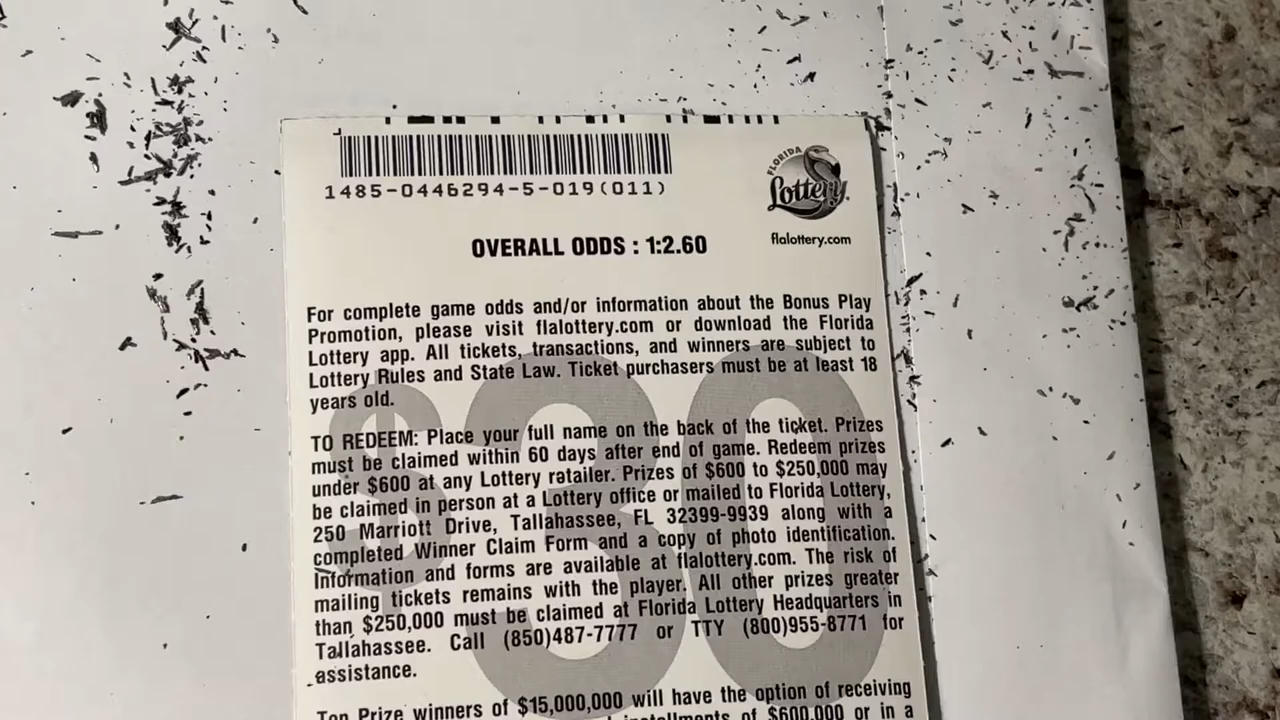 1485-0446294-5-019(011)
FLORIDA
Lottery
flalottery.com
OVERALL ODDS : 1:2.60
For complete game odds and/or information about the Bonus Play
Promotion, please visit flalottery.com or download the Florida
Lottery app. All tickets, transactions, and winners are subject to
Lottery Rules and State Law. Ticket purchasers must be at least 18
years old.
$30
TO REDEEM: Place your full name on the back of the ticket. Prizes
must be claimed within 60 days after end of game. Redeem prizes
under $600 at any Lottery retailer. Prizes of $600 to $250,000 may
be claimed in person at a Lottery office or mailed to Florida Lottery,
250 Marriott Drive, Tallahassee, FL 32399-9939 along with a
completed Winner Claim Form and a copy of photo identification.
Information and forms are available at flalottery.com. The risk of
mailing tickets remains with the player. All other prizes greater
than $250,000 must be claimed at Florida Lottery Headquarters in
Tallahassee. Call (850)487-7777 or TTY (800)955-8771 for
assistance.
Top Prize winners of $15,000,000 will have the option of receiving
installments of $600,000 or in a